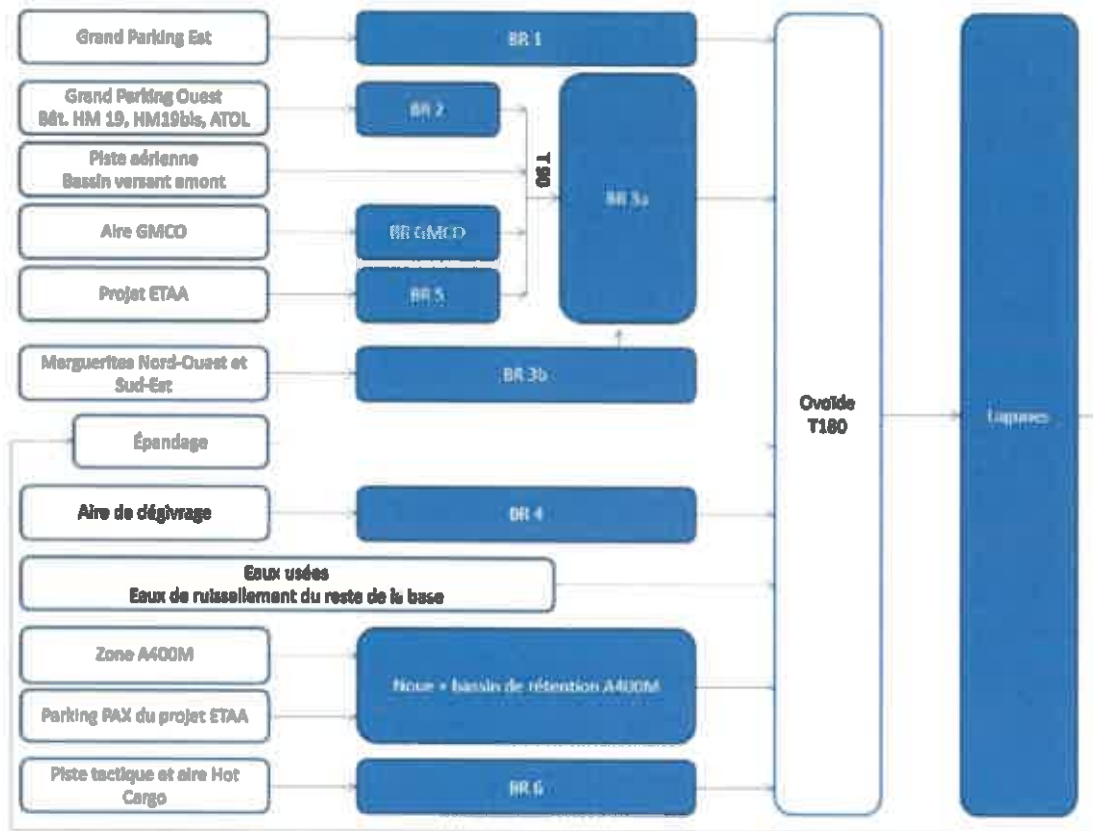 Grand Parking Est
BR 1
Grand Parking Ouest
Bât. HM 19, HM19bis, ATOL
BR 2
Piste aérienne
Bassin versant amont
T 90
BR 3a
Aire GMCO
BR GMCO
Projet ETAA
BR 5
Marguerites Nord-Ouest et
Sud-Est
BR 3b
Ovoïde
T180
Lagunes
Épandage
Aire de dégivrage
BR 4
Eaux usées
Eaux de ruissellement du reste de la base
Zone A400M
Noue + bassin de rétention A400M
Parking PAX du projet ETAA
Piste tactique et aire Hot
Cargo
BR 6